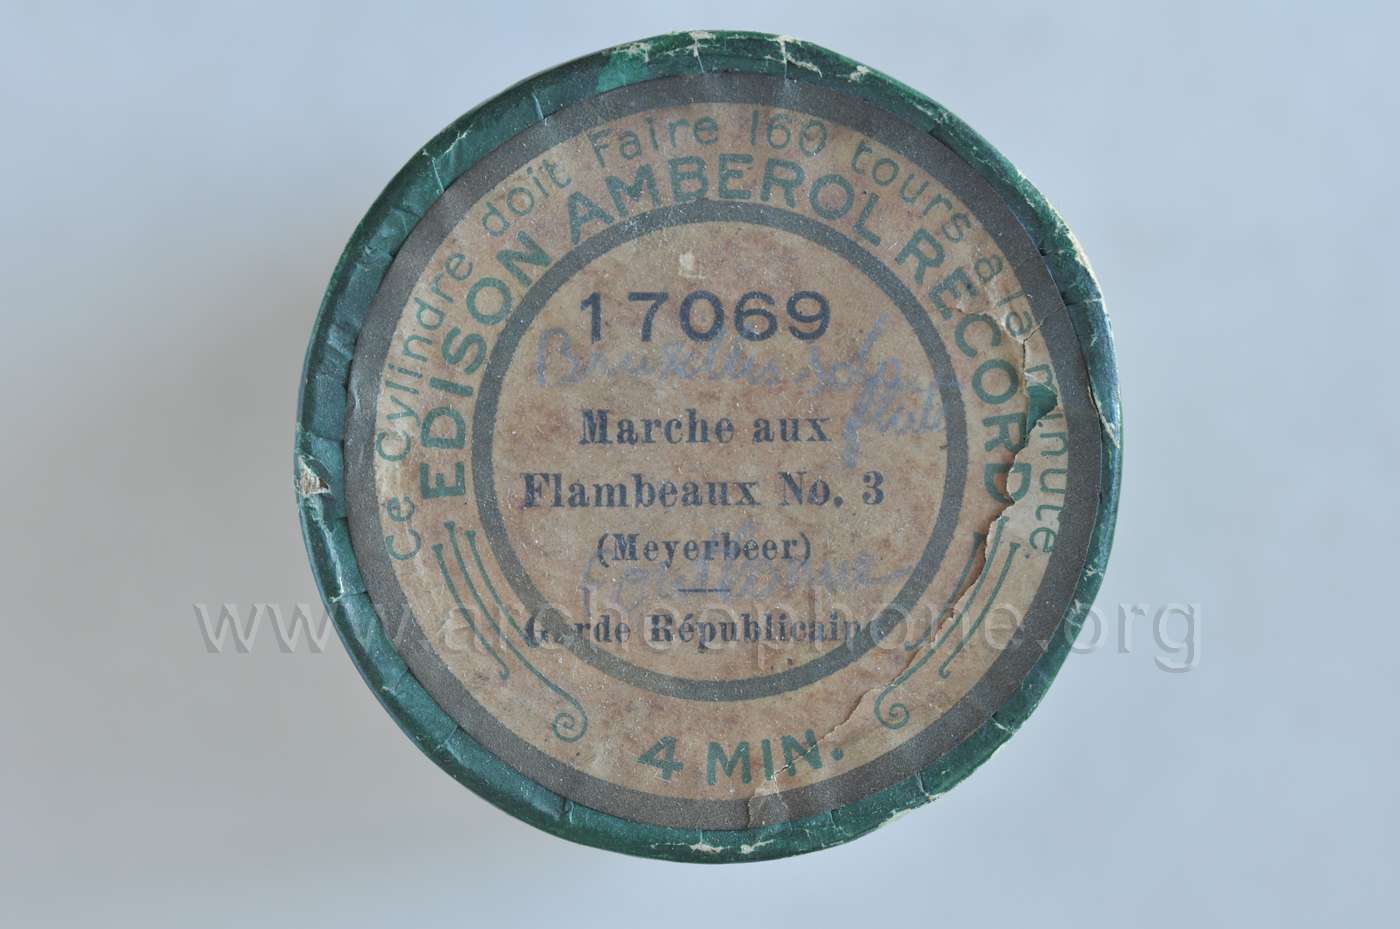 Ce Cylindre doit Faire 160 tours a la minute.
EDISON AMBEROL RECORD
17069
Marche aux
Flambeaux No. 3
(Meyerbeer)
Garde Républicaine
4 MIN.
www.archeophone.org